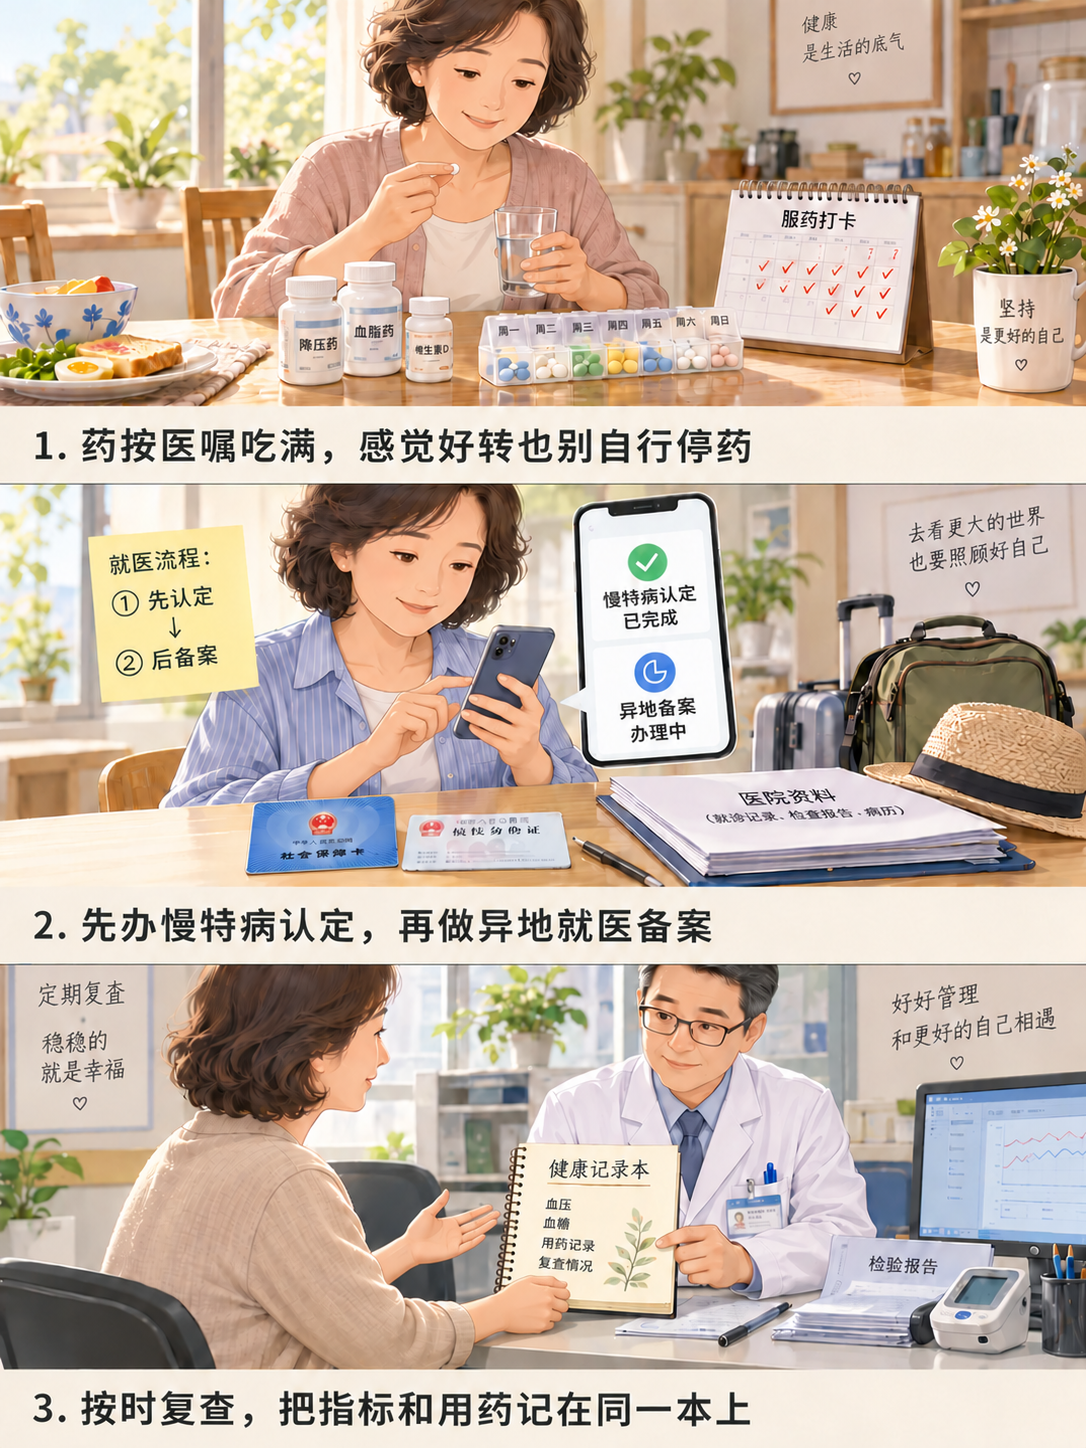 健康
是生活的底气
服药打卡
降压药
血脂药
维生素D
周一
周二
周三
周四
周五
周六
周日
坚持
是更好的自己
1. 药按医嘱吃满，感觉好转也别自行停药
就医流程：
① 先认定
↓
② 后备案
慢特病认定
已完成
异地备案
办理中
去看更大的世界
也要照顾好自己
社会保障卡
医院资料
（就诊记录、检查报告、病历）
2. 先办慢特病认定，再做异地就医备案
定期复查
稳稳的
就是幸福
好好管理
和更好的自己相遇
健康记录本
血压
血糖
用药记录
复查情况
检验报告
3. 按时复查，把指标和用药记在同一本上